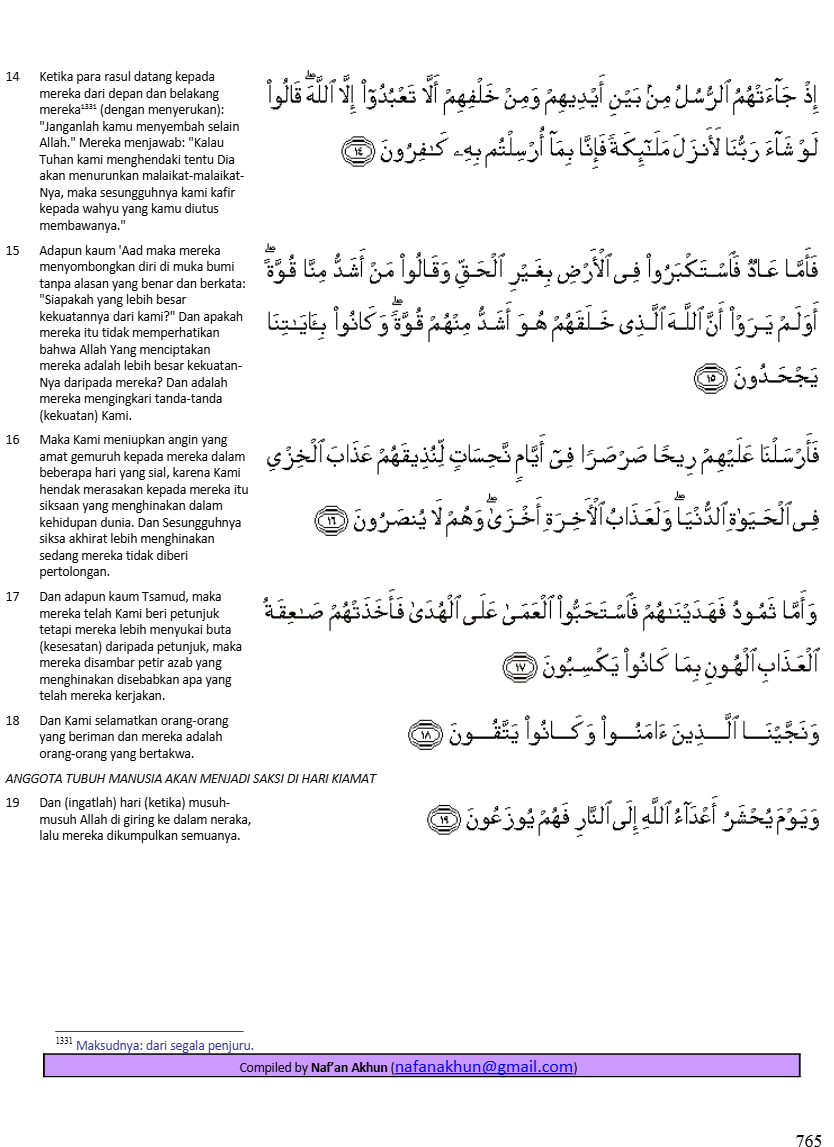 14 Ketika para rasul datang kepada
mereka dari depan dan belakang
mereka¹³³¹ (dengan menyerukan):
"Janganlah kamu menyembah selain
Allah." Mereka menjawab: "Kalau
Tuhan kami menghendaki tentu Dia
akan menurunkan malaikat-malaikat-
Nya, maka sesungguhnya kami kafir
kepada wahyu yang kamu diutus
membawanya."
إِذْ جَآءَتْهُمُ ٱلرُّسُلُ مِنۢ بَيْنِ أَيْدِيهِمْ وَمِنْ خَلْفِهِمْ أَلَّا تَعْبُدُوٓا۟ إِلَّا ٱللَّهَ ۖ قَالُوا۟
لَوْ شَآءَ رَبُّنَا لَأَنزَلَ مَلَـٰٓئِكَةً فَإِنَّا بِمَآ أُرْسِلْتُم بِهِۦ كَـٰفِرُونَ ﴿١٤﴾
15 Adapun kaum 'Aad maka mereka
menyombongkan diri di muka bumi
tanpa alasan yang benar dan berkata:
"Siapakah yang lebih besar
kekuatannya dari kami?" Dan apakah
mereka itu tidak memperhatikan
bahwa Allah Yang menciptakan
mereka adalah lebih besar kekuatan-
Nya daripada mereka? Dan adalah
mereka mengingkari tanda-tanda
(kekuatan) Kami.
فَأَمَّا عَادٌ فَٱسْتَكْبَرُوا۟ فِى ٱلْأَرْضِ بِغَيْرِ ٱلْحَقِّ وَقَالُوا۟ مَنْ أَشَدُّ مِنَّا قُوَّةً ۖ
أَوَلَمْ يَرَوْا۟ أَنَّ ٱللَّهَ ٱلَّذِى خَلَقَهُمْ هُوَ أَشَدُّ مِنْهُمْ قُوَّةً ۖ وَكَانُوا۟ بِـَٔايَـٰتِنَا
يَجْحَدُونَ ﴿١٥﴾
16 Maka Kami meniupkan angin yang
amat gemuruh kepada mereka dalam
beberapa hari yang sial, karena Kami
hendak merasakan kepada mereka itu
siksaan yang menghinakan dalam
kehidupan dunia. Dan Sesungguhnya
siksa akhirat lebih menghinakan
sedang mereka tidak diberi
pertolongan.
فَأَرْسَلْنَا عَلَيْهِمْ رِيحًا صَرْصَرًا فِىٓ أَيَّامٍ نَّحِسَاتٍ لِّنُذِيقَهُمْ عَذَابَ ٱلْخِزْىِ
فِى ٱلْحَيَوٰةِ ٱلدُّنْيَا ۖ وَلَعَذَابُ ٱلْأَخِرَةِ أَخْزَىٰ ۖ وَهُمْ لَا يُنصَرُونَ ﴿١٦﴾
17 Dan adapun kaum Tsamud, maka
mereka telah Kami beri petunjuk
tetapi mereka lebih menyukai buta
(kesesatan) daripada petunjuk, maka
mereka disambar petir azab yang
menghinakan disebabkan apa yang
telah mereka kerjakan.
وَأَمَّا ثَمُودُ فَهَدَيْنَـٰهُمْ فَٱسْتَحَبُّوا۟ ٱلْعَمَىٰ عَلَى ٱلْهُدَىٰ فَأَخَذَتْهُمْ صَـٰعِقَةُ
ٱلْعَذَابِ ٱلْهُونِ بِمَا كَانُوا۟ يَكْسِبُونَ ﴿١٧﴾
18 Dan Kami selamatkan orang-orang
yang beriman dan mereka adalah
orang-orang yang bertakwa.
وَنَجَّيْنَا ٱلَّذِينَ ءَامَنُوا۟ وَكَانُوا۟ يَتَّقُونَ ﴿١٨﴾
ANGGOTA TUBUH MANUSIA AKAN MENJADI SAKSI DI HARI KIAMAT
19 Dan (ingatlah) hari (ketika) musuh-
musuh Allah di giring ke dalam neraka,
lalu mereka dikumpulkan semuanya.
وَيَوْمَ يُحْشَرُ أَعْدَآءُ ٱللَّهِ إِلَى ٱلنَّارِ فَهُمْ يُوزَعُونَ ﴿١٩﴾
¹³³¹ Maksudnya: dari segala penjuru.
Compiled by Naf'an Akhun (nafanakhun@gmail.com)
765